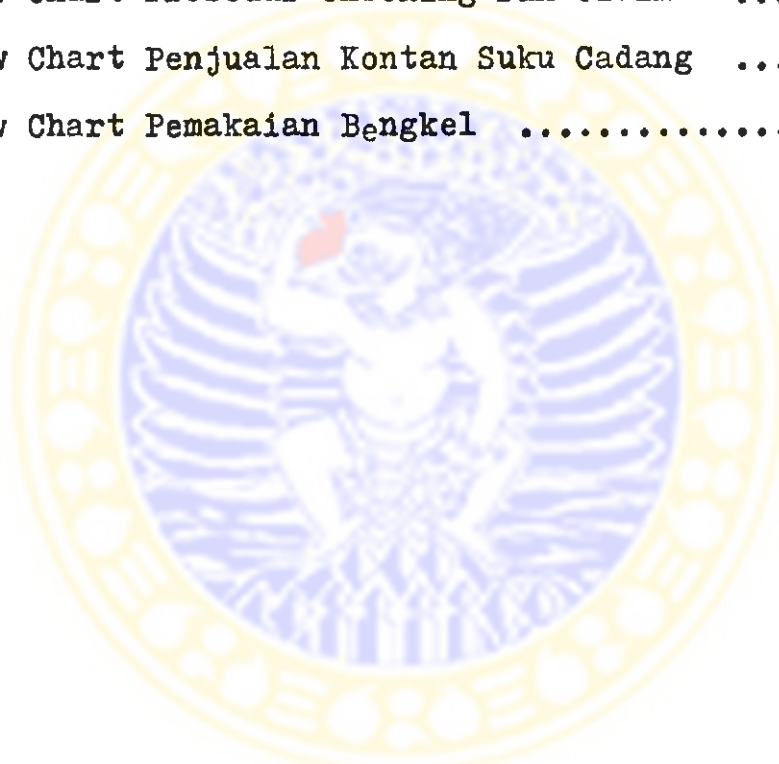 Chart Penjualan Kontan Suku Cadang ...
Chart Pemakaian Bengkel ..............